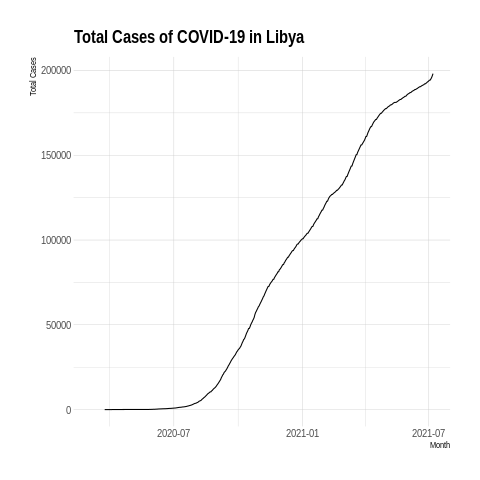 Total Cases of COVID-19 in Libya
Total Cases
200000
150000
100000
50000
0
2020-07 2021-01 2021-07
Month